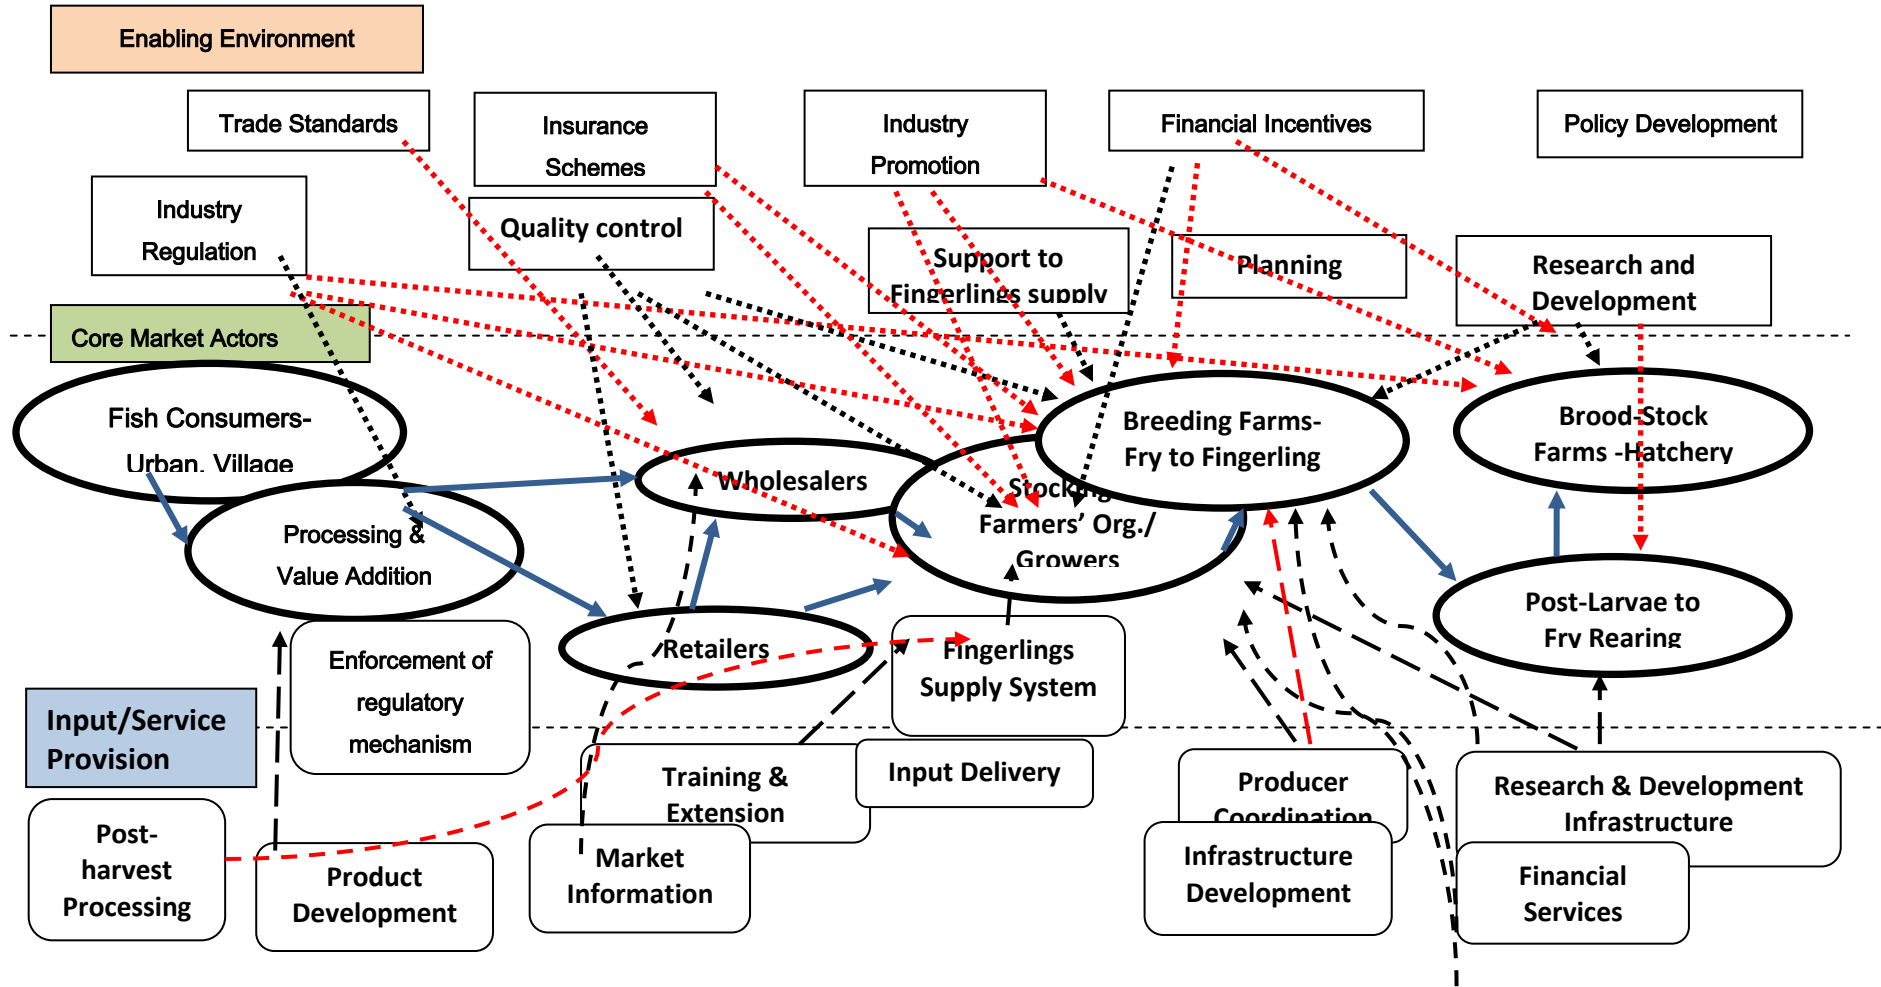 Enabling Environment
Trade Standards
Insurance
Schemes
Industry
Promotion
Financial Incentives
Policy Development
Industry
Regulation
Quality control
Support to
Fingerlings supply
Planning
Research and
Development
Core Market Actors
Fish Consumers-
Urban, Village
Processing &
Value Addition
Wholesalers
Retailers
Stocking
Farmers’ Org./
Growers
Breeding Farms-
Fry to Fingerling
Brood-Stock
Farms -Hatchery
Post-Larvae to
Fry Rearing
Enforcement of
regulatory
mechanism
Fingerlings
Supply System
Input/Service
Provision
Post-
harvest
Processing
Product
Development
Training &
Extension
Market
Information
Input Delivery
Producer
Coordination
Infrastructure
Development
Research & Development
Infrastructure
Financial
Services